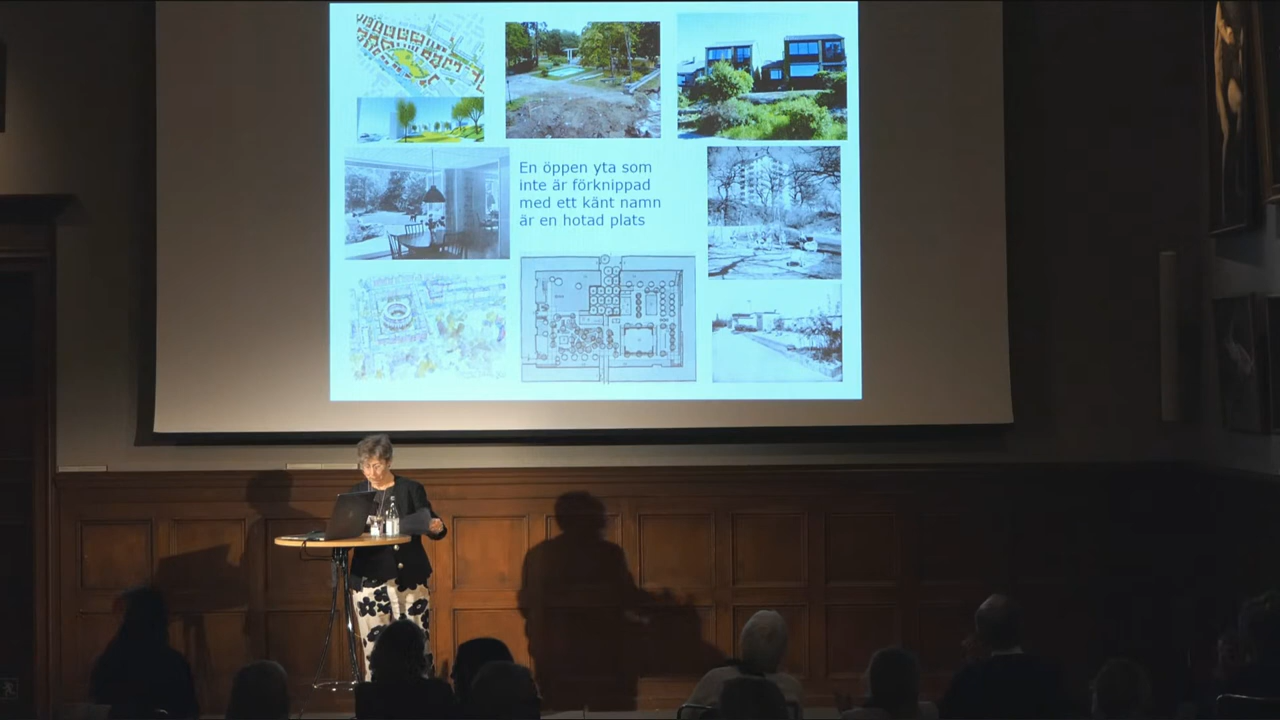 En öppen yta som
inte är förknippad
med ett känt namn
är en hotad plats